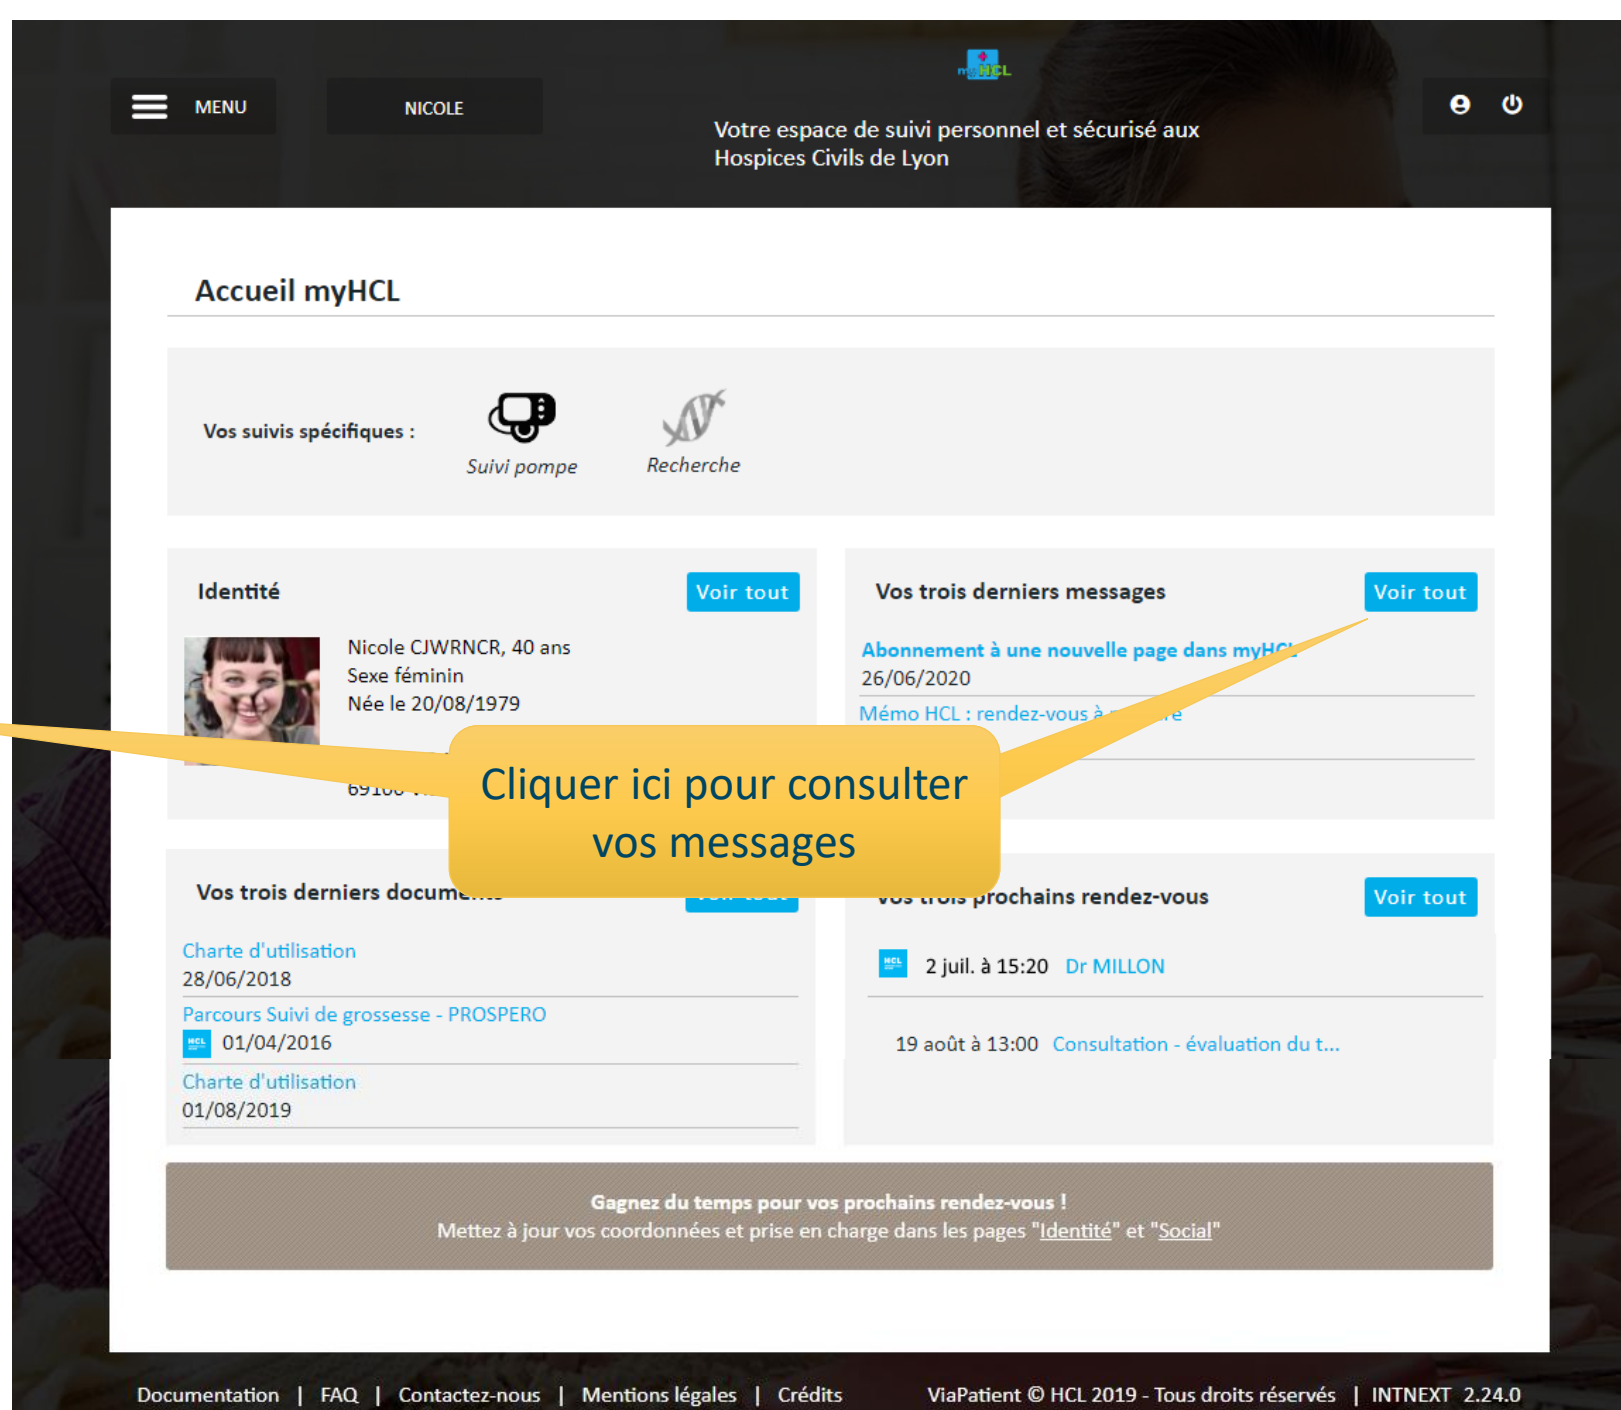 myHCL
MENU
NICOLE
Votre espace de suivi personnel et sécurisé aux
Hospices Civils de Lyon
Accueil myHCL
Vos suivis spécifiques :
Suivi pompe
Recherche
Identité
Voir tout
Nicole CJWRNCR, 40 ans
Sexe féminin
Née le 20/08/1979
Vos trois derniers messages
Voir tout
Abonnement à une nouvelle page dans myHCL
26/06/2020
Mémo HCL : rendez-vous à
Cliquer ici pour consulter
vos messages
Vos trois derniers documents
Voir tout
Charte d'utilisation
28/06/2018
Parcours Suivi de grossesse - PROSPERO
HCL 01/04/2016
Charte d'utilisation
01/08/2019
Vos trois prochains rendez-vous
Voir tout
HCL 2 juil. à 15:20 Dr MILLON
19 août à 13:00 Consultation - évaluation du t...
Gagnez du temps pour vos prochains rendez-vous !
Mettez à jour vos coordonnées et prise en charge dans les pages "Identité" et "Social"
Documentation | FAQ | Contactez-nous | Mentions légales | Crédits
ViaPatient © HCL 2019 - Tous droits réservés | INTNEXT 2.24.0